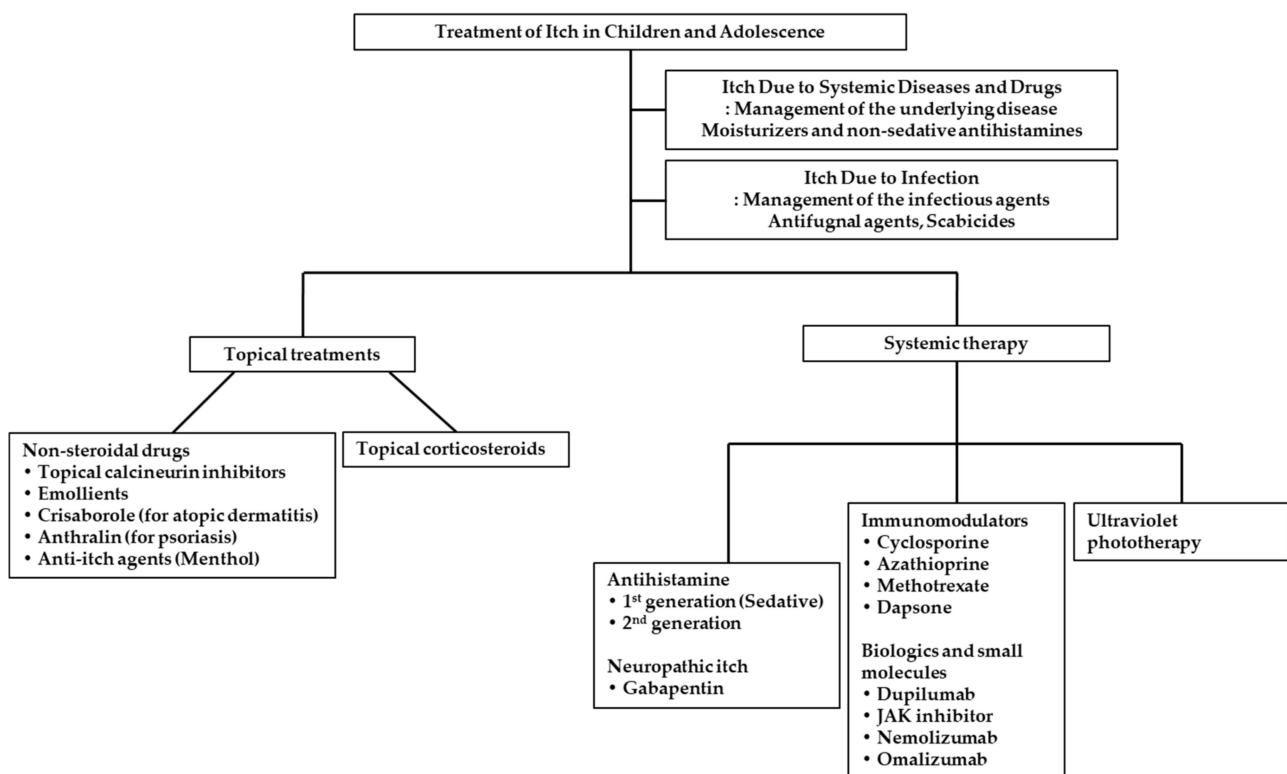 Treatment of Itch in Children and Adolescence
Itch Due to Systemic Diseases and Drugs
: Management of the underlying disease
Moisturizers and non-sedative antihistamines
Itch Due to Infection
: Management of the infectious agents
Antifugnal agents, Scabicides
Topical treatments
Systemic therapy
Non-steroidal drugs
• Topical calcineurin inhibitors
• Emollients
• Crisaborole (for atopic dermatitis)
• Anthralin (for psoriasis)
• Anti-itch agents (Menthol)
Topical corticosteroids
Antihistamine
• 1st generation (Sedative)
• 2nd generation
Neuropathic itch
• Gabapentin
Immunomodulators
• Cyclosporine
• Azathioprine
• Methotrexate
• Dapsone
Biologics and small
molecules
• Dupilumab
• JAK inhibitor
• Nemolizumab
• Omalizumab
Ultraviolet
phototherapy